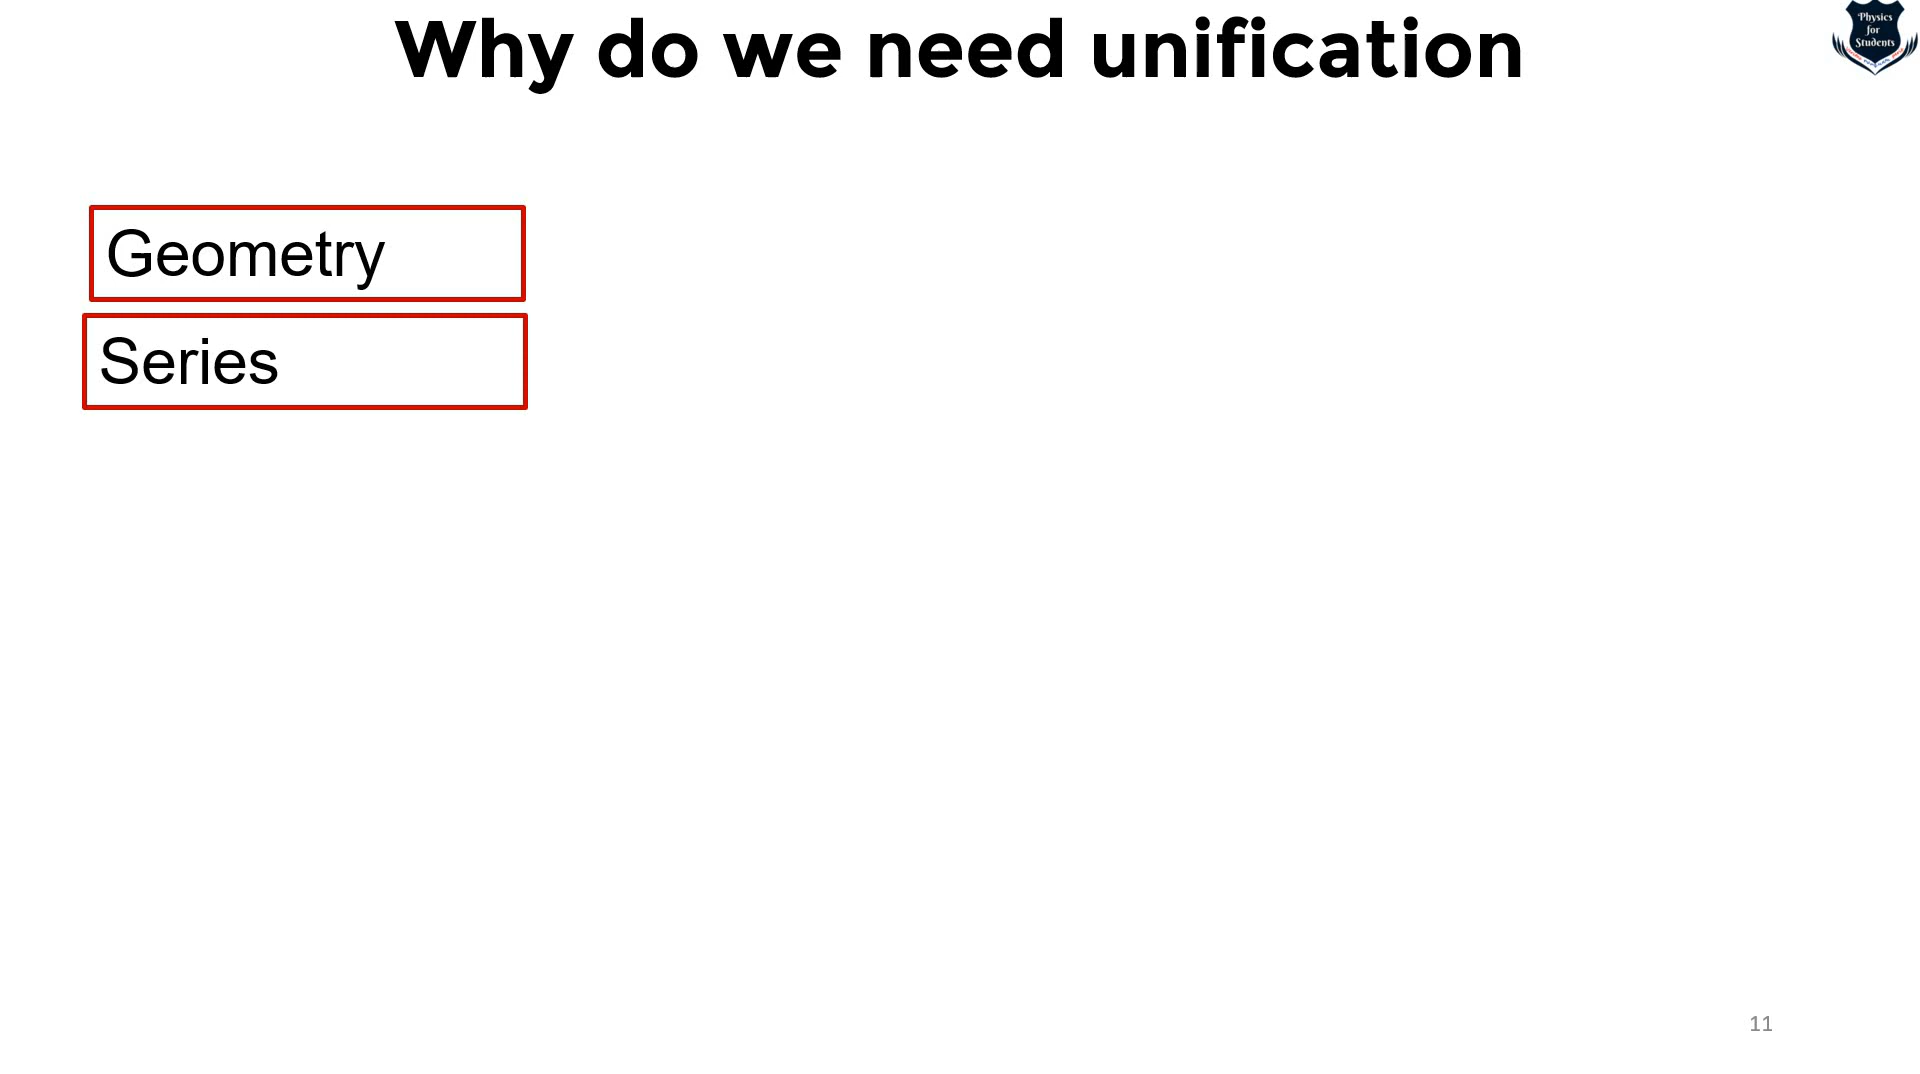 Why do we need unification
Physics
for
Students
Geometry
Series
11